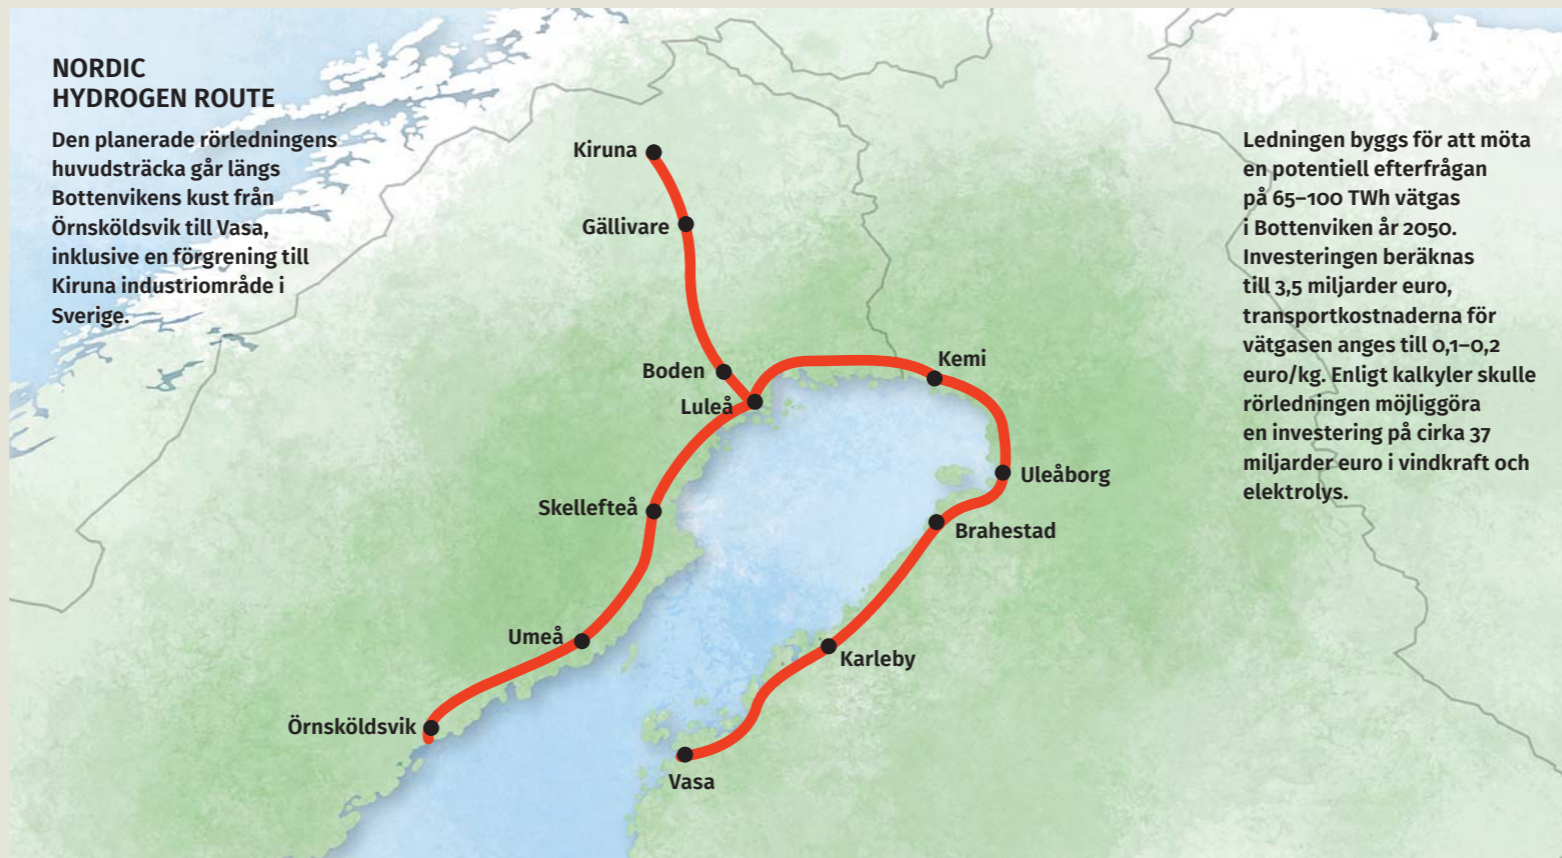 NORDIC
HYDROGEN ROUTE
Den planerade rörledningens
huvudsträcka går längs
Bottenvikens kust från
Örnsköldsvik till Vasa,
inklusive en förgrening till
Kiruna industriområde i
Sverige.
Ledningen byggs för att möta
en potentiell efterfrågan
på 65–100 TWh vätgas
i Bottenviken år 2050.
Investeringen beräknas
till 3,5 miljarder euro,
transportkostnaderna för
vätgasen anges till 0,1–0,2
euro/kg. Enligt kalkyler skulle
rörledningen möjliggöra
en investering på cirka 37
miljarder euro i vindkraft och
elektrolys.
Kiruna
Gällivare
Boden
Luleå
Kemi
Uleåborg
Skellefteå
Brahestad
Umeå
Karleby
Örnsköldsvik
Vasa